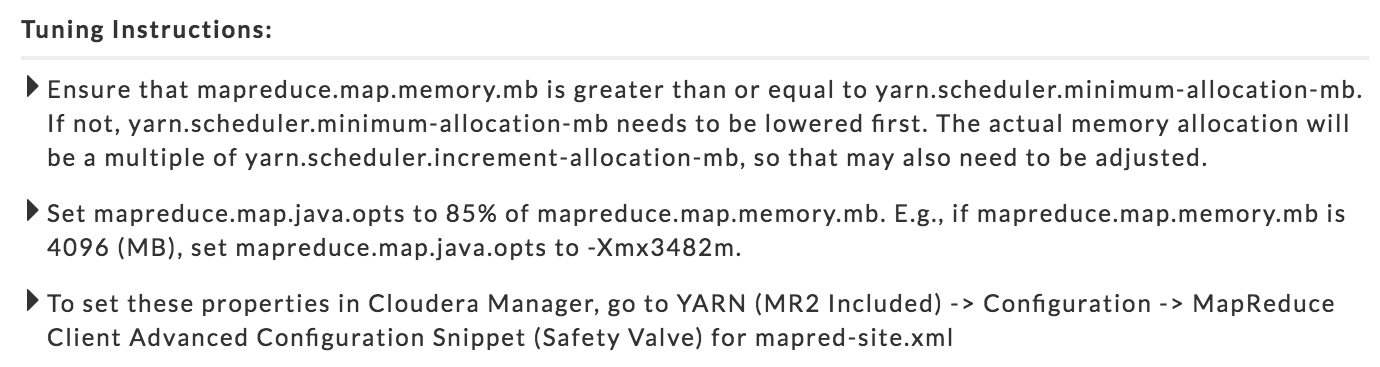 Tuning Instructions:
Ensure that mapreduce.map.memory.mb is greater than or equal to yarn.scheduler.minimum-allocation-mb.
If not, yarn.scheduler.minimum-allocation-mb needs to be lowered first. The actual memory allocation will
be a multiple of yarn.scheduler.increment-allocation-mb, so that may also need to be adjusted.
Set mapreduce.map.java.opts to 85% of mapreduce.map.memory.mb. E.g., if mapreduce.map.memory.mb is
4096 (MB), set mapreduce.map.java.opts to -Xmx3482m.
To set these properties in Cloudera Manager, go to YARN (MR2 Included) -> Configuration -> MapReduce
Client Advanced Configuration Snippet (Safety Valve) for mapred-site.xml